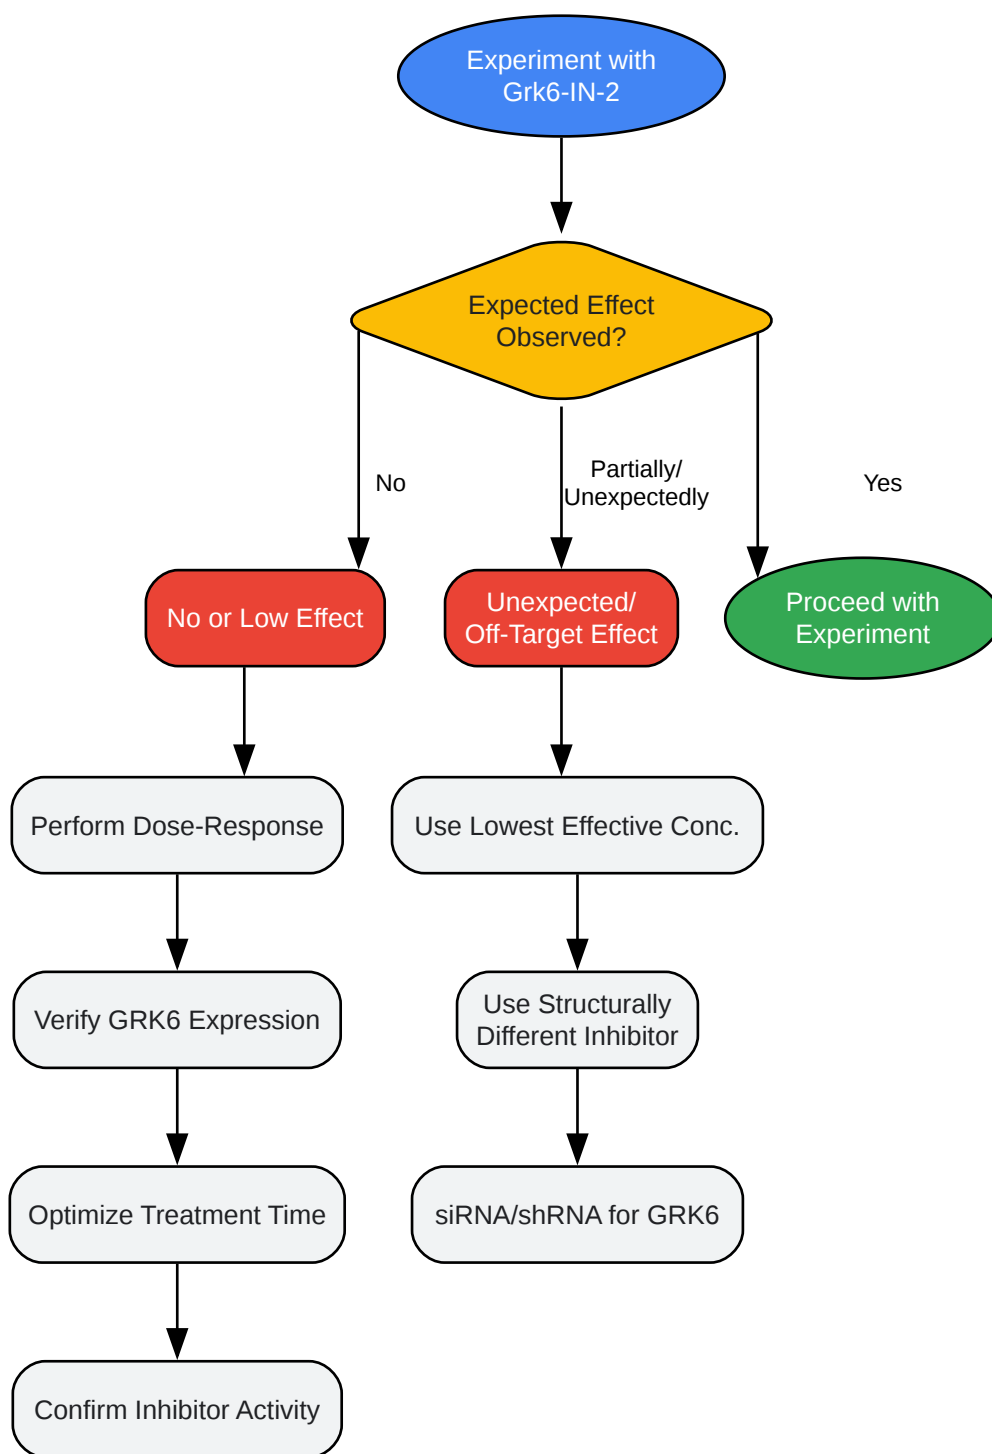 Experiment with
Grk6-IN-2
Expected Effect
Observed?
No
Partially/
Unexpectedly
Yes
No or Low Effect
Unexpected/
Off-Target Effect
Proceed with
Experiment
Perform Dose-Response
Use Lowest Effective Conc.
Verify GRK6 Expression
Use Structurally
Different Inhibitor
Optimize Treatment Time
siRNA/shRNA for GRK6
Confirm Inhibitor Activity